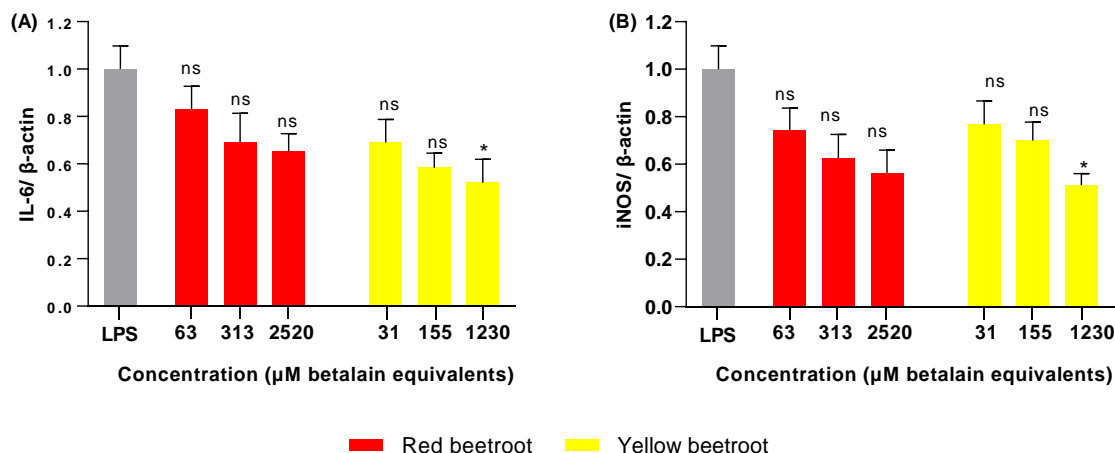 (A)
IL-6/ β-actin
1.2
1.0
0.8
0.6
0.4
0.2
0.0
ns
ns
ns
ns
ns
*
LPS 63 313 2520 31 155 1230
Concentration (µM betalain equivalents)
(B)
iNOS/ β-actin
1.2
1.0
0.8
0.6
0.4
0.2
0.0
ns
ns
ns
ns
ns
*
LPS 63 313 2520 31 155 1230
Concentration (µM betalain equivalents)
Red beetroot Yellow beetroot